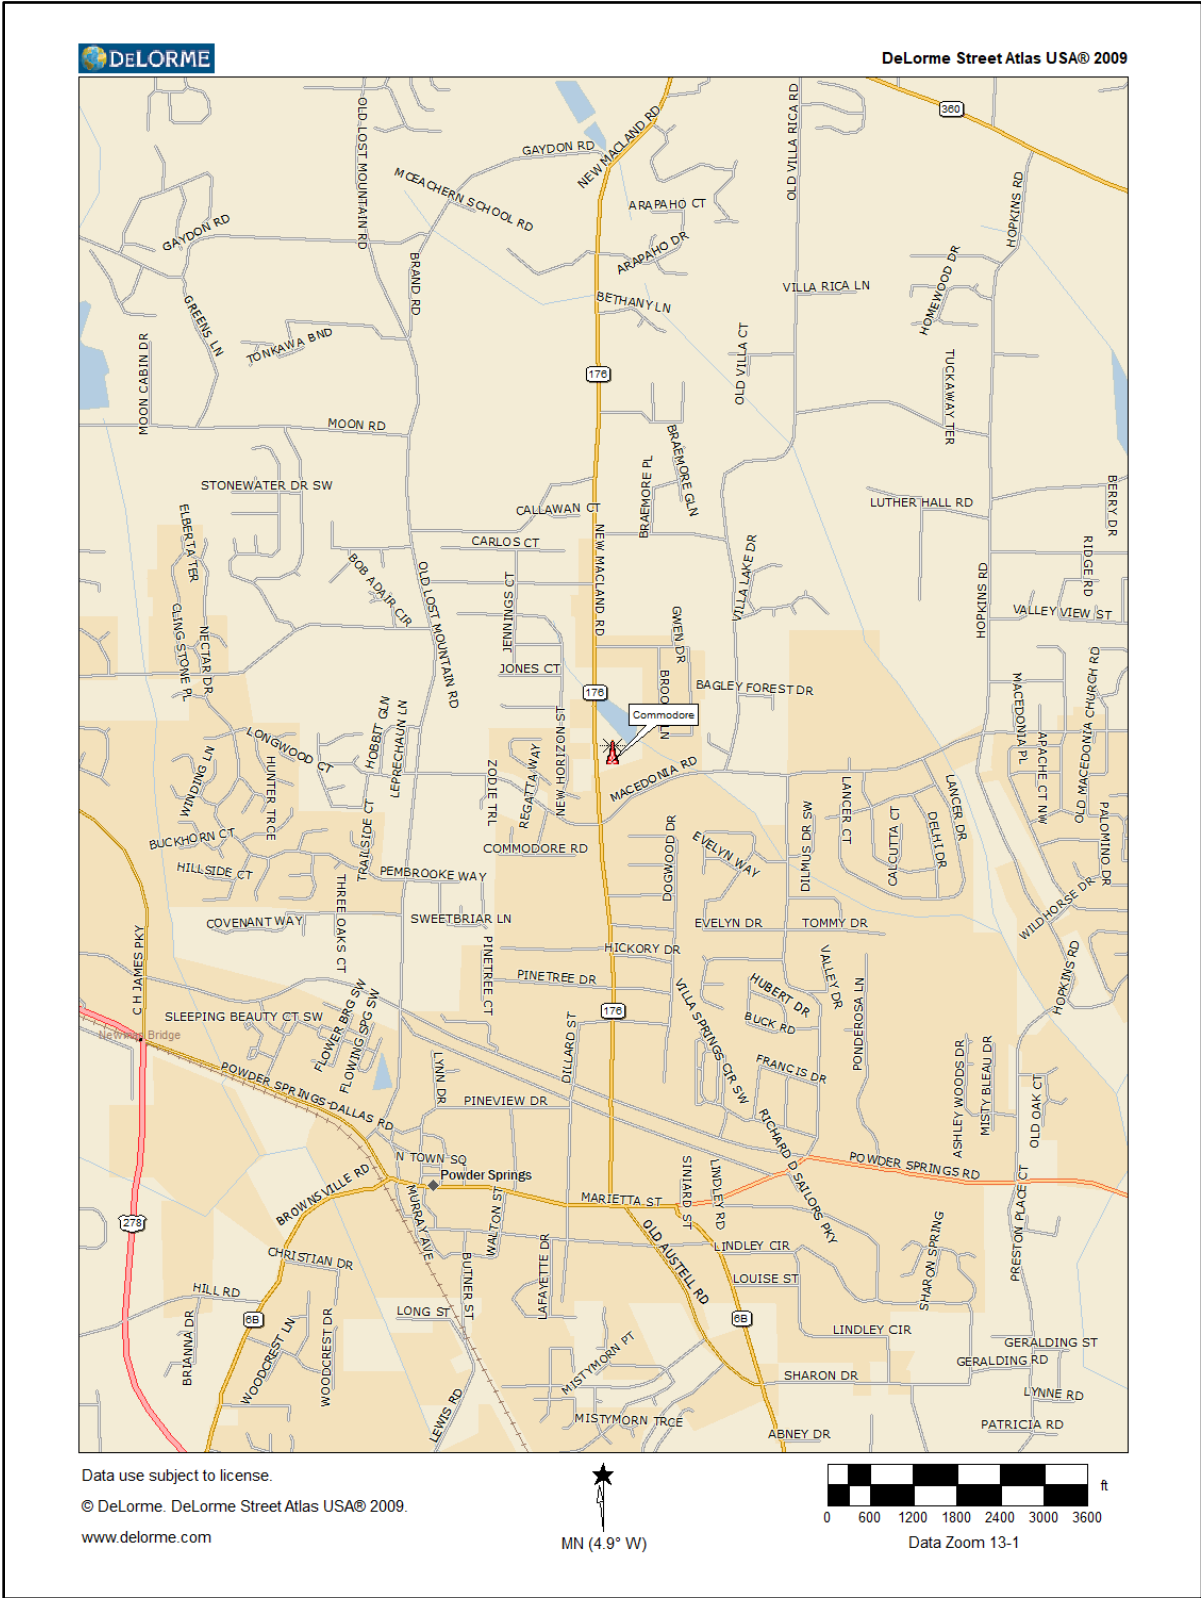 DELORME
DeLorme Street Atlas USA® 2009
360
OLD LOST MOUNTAIN RD
NEW MACLAND RD
OLD VILLA RICA RD
GAYDON RD
MCEACHERN SCHOOL RD
ARAPAHO CT
HOPKINS RD
GAYDON RD
ARAPAHO DR
BRAND RD
HOMEWOOD DR
VILLA RICA LN
BETHANY LN
GREENS LN
TONKAWA BND
MOON CABIN DR
OLD VILLA CT
TUCKAWAY TER
176
MOON RD
BRAEMORE GLN
BRAEMORE PL
STONEWATER DR SW
CALLAWAN CT
LUTHER HALL RD
BERRY DR
ELBERTA TER
CARLOS CT
NEW MACLAND RD
VILLA LAKE DR
RIDGE RD
BOB ADAIR CIR
OLD LOST MOUNTAIN RD
JENNINGS CT
HOPKINS RD
VALLEY VIEW ST
CLINGSTONE PL
NECTAR DR
GWEN DR
JONES CT
BAGLEY FOREST DR
176
MACEDONIA PL
OLD MACEDONIA CHURCH RD
HOBBIT GLN
LEPRECHAUN LN
NEW HORIZON ST
Commodore
LONGWOOD CT
APACHE CT NW
WINDING LN
HUNTER TRCE
ZODIE TRL
REGATTA WAY
MACEDONIA RD
LANCER CT
LANCER DR
CALCUTTA CT
DELHI DR
PALOMINO DR
BUCKHORN CT
TRAILSIDE CT
COMMODORE RD
DOGWOOD DR
EVELYN WAY
DILMUS DR SW
HILLSIDE CT
PEMBROOKE WAY
THREE OAKS CT
WILDHORSE DR
COVENANT WAY
SWEETBRIAR LN
EVELYN DR
TOMMY DR
C H JAMES PKY
PINETREE CT
HICKORY DR
PINETREE DR
VALLEY DR
HOPKINS RD
VILLA SPRINGS CIR SW
HUBERT DR
PONDEROSA LN
SLEEPING BEAUTY CT SW
FLOWER BRG SW
FLOWING SPG SW
176
BUCK RD
DILLARD ST
FRANCIS DR
ASHLEY WOODS DR
MISTY BLEAU DR
OLD OAK CT
POWDER SPRINGS-DALLAS RD
LYNN DR
PINEVIEW DR
RICHARD D SAILORS PKY
N TOWN SQ
Powder Springs
POWDER SPRINGS RD
BROWNSVILLE RD
MURRAY AVE
WALTON ST
MARIETTA ST
SINIARD ST
LINDLEY RD
PRESTON PLACE CT
278
OLD AUSTELL RD
LINDLEY CIR
SHARON SPRING
CHRISTIAN DR
BUTNER ST
LAFAYETTE DR
LOUISE ST
HILL RD
6B
LONG ST
6B
LINDLEY CIR
BRIANNA DR
WOODCREST LN
WOODCREST DR
MISTYMORN PT
GERALDING ST
GERALDING RD
SHARON DR
LYNNE RD
LEWIS RD
MISTYMORN TRCE
PATRICIA RD
ABNEY DR
Data use subject to license.
© DeLorme. DeLorme Street Atlas USA® 2009.
www.delorme.com
MN (4.9° W)
ft
0 600 1200 1800 2400 3000 3600
Data Zoom 13-1